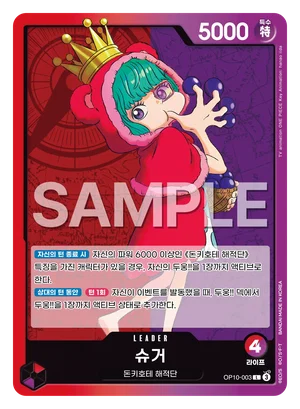 5000
특수
特
SAMPLE
자신의 턴 종료 시 자신의 파워 6000 이상인 《돈키호테 해적단》
특징을 가진 캐릭터가 있을 경우, 자신의 두웅!!을 1장까지 액티브로
한다.
상대의 턴 동안 턴 1회 자신이 이벤트를 발동했을 때, 두웅!! 덱에서
두웅!!을 1장까지 액티브 상태로 추가한다.
LEADER
슈거
돈키호테 해적단
4
라이프
OP10-003 L